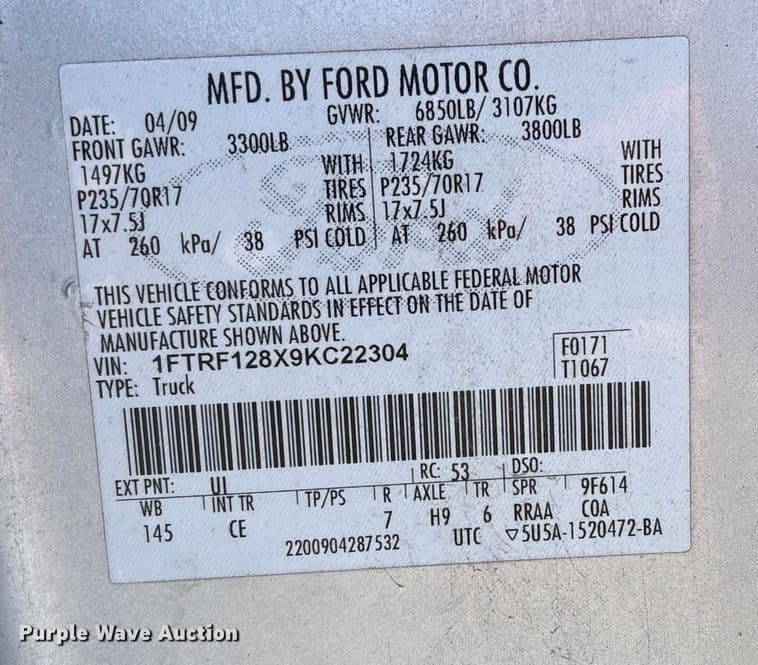 MFD. BY FORD MOTOR CO.
DATE: 04/09 GVWR: 6850LB/ 3107KG
FRONT GAWR: 3300LB REAR GAWR: 3800LB
1497KG WITH 1724KG WITH
P235/70R17 TIRES P235/70R17 TIRES
17x7.5J RIMS 17x7.5J RIMS
AT 260 kPa/ 38 PSI COLD AT 260 kPa/ 38 PSI COLD
THIS VEHICLE CONFORMS TO ALL APPLICABLE FEDERAL MOTOR
VEHICLE SAFETY STANDARDS IN EFFECT ON THE DATE OF
MANUFACTURE SHOWN ABOVE.
VIN: 1FTRF128X9KC22304 F0171
TYPE: Truck T1067
EXT PNT: UI RC: 53 DSO:
WB INT TR TP/PS R AXLE TR SPR 9F614
145 CE 7 H9 6 RRAA COA
2200904287532 UTC ▽5U5A-1520472-BA
Purple Wave Auction